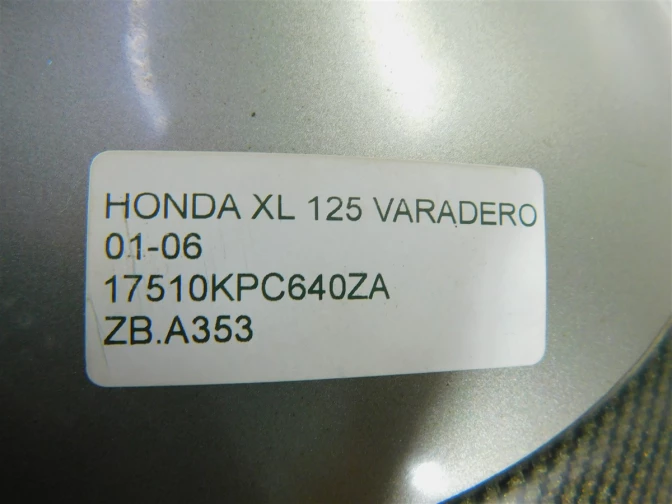 HONDA XL 125 VARADERO
01-06
17510KPC640ZA
ZB.A353